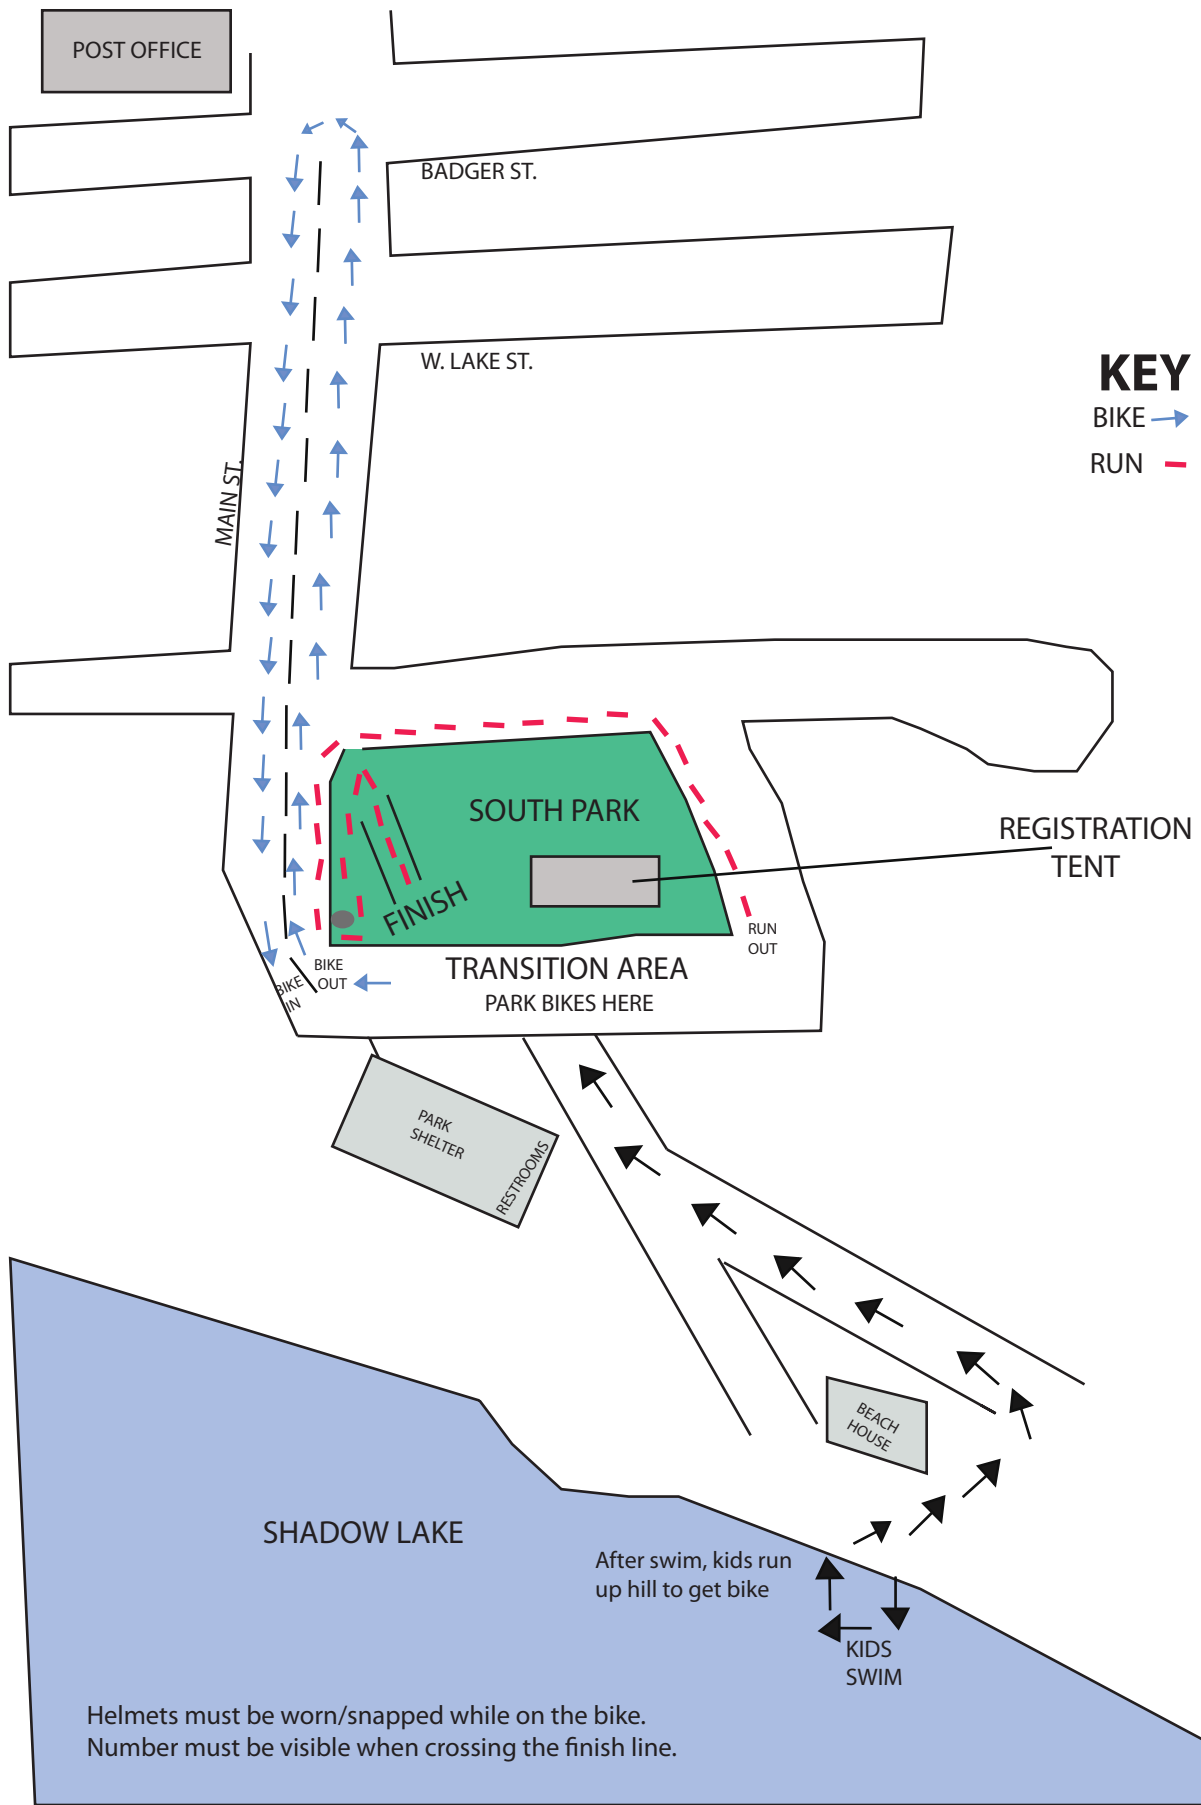 POST OFFICE
BADGER ST.
W. LAKE ST.
KEY
BIKE
RUN
MAIN ST.
SOUTH PARK
REGISTRATION
TENT
FINISH
RUN
OUT
BIKE
OUT
BIKE
IN
TRANSITION AREA
PARK BIKES HERE
PARK
SHELTER
RESTROOMS
BEACH
HOUSE
SHADOW LAKE
After swim, kids run
up hill to get bike
KIDS
SWIM
Helmets must be worn/snapped while on the bike.
Number must be visible when crossing the finish line.